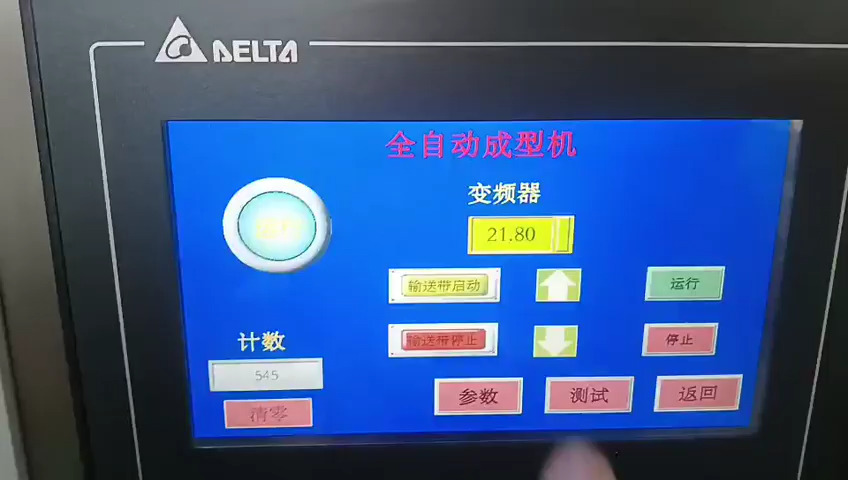 DELTA
全自动成型机
变频器
21.80
输送带启动
运行
计数
输送带停止
停止
545
参数
测试
返回
清零